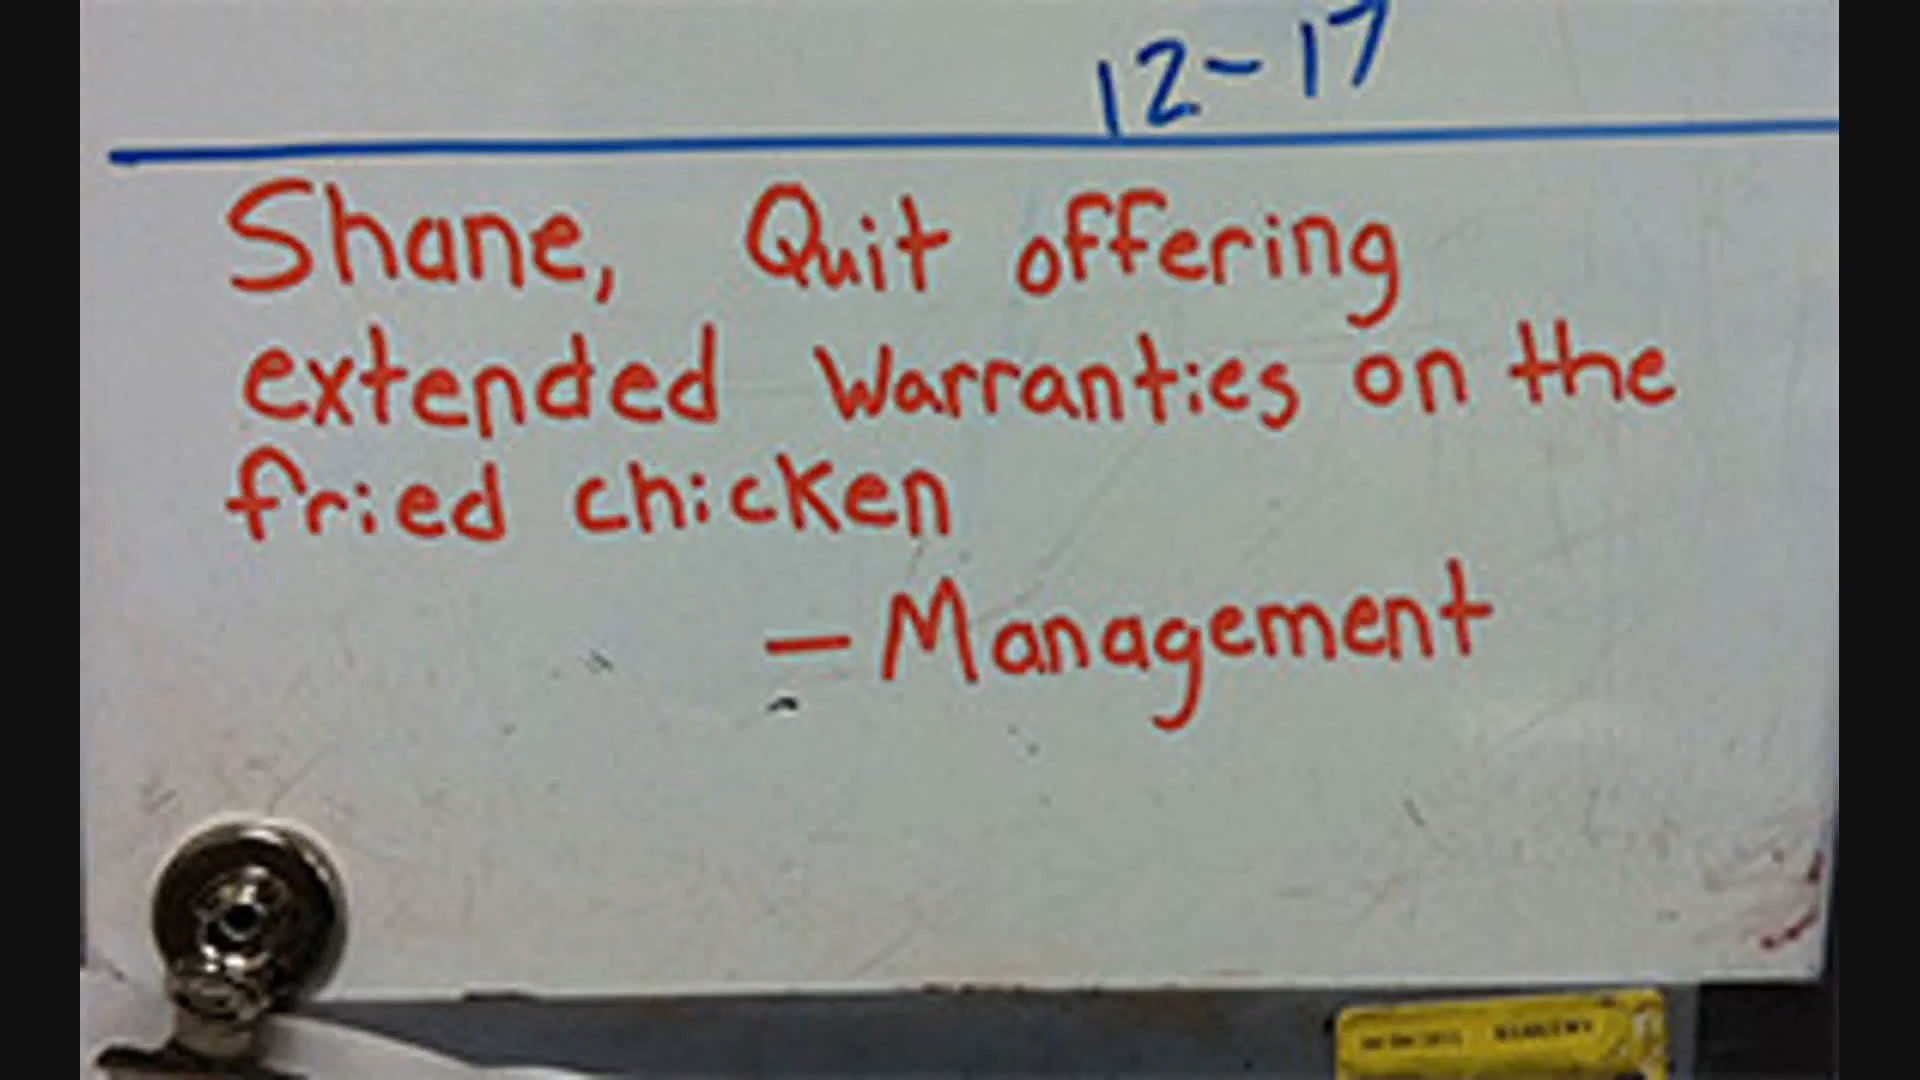 12-17
Shane, Quit offering
extended warranties on the
fried chicken
- Management